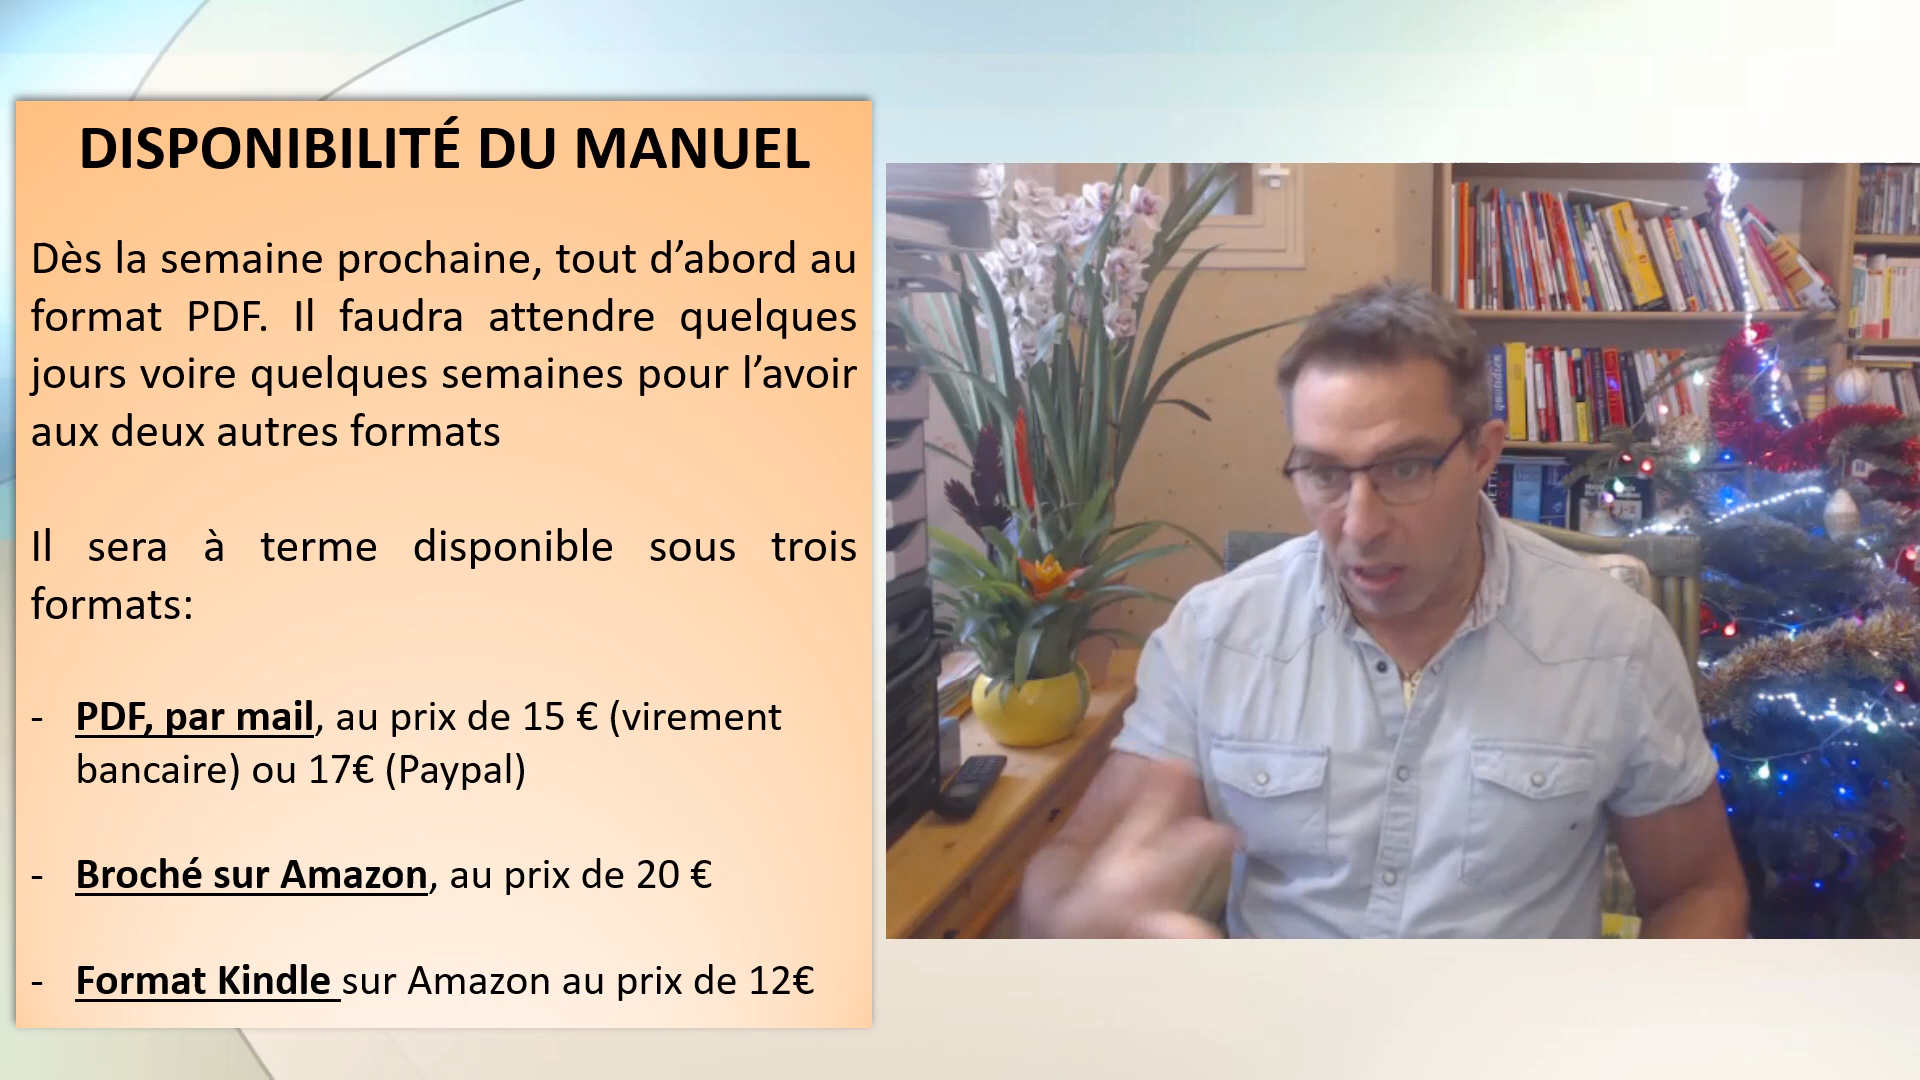 DISPONIBILITÉ DU MANUEL
Dès la semaine prochaine, tout d’abord au
format PDF. Il faudra attendre quelques
jours voire quelques semaines pour l’avoir
aux deux autres formats
Il sera à terme disponible sous trois
formats:
- PDF, par mail, au prix de 15 € (virement
bancaire) ou 17€ (Paypal)
- Broché sur Amazon, au prix de 20 €
- Format Kindle sur Amazon au prix de 12€
quotidien